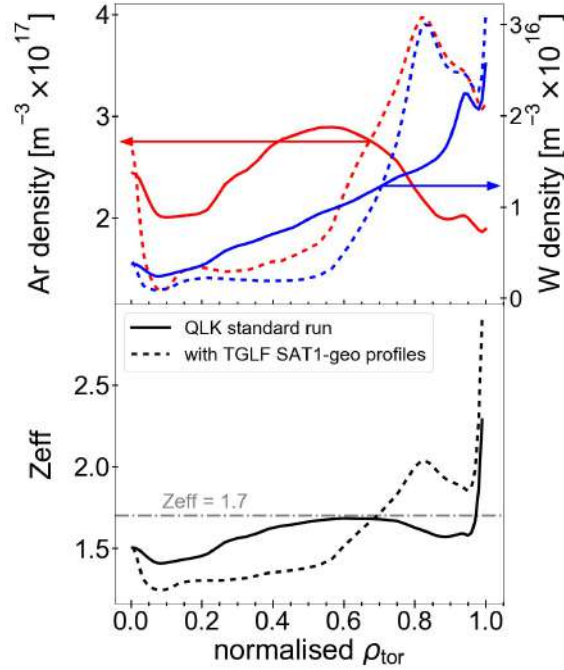 Ar density [m⁻³ ×10¹⁷]
4
3
2
W density [m⁻³ ×10¹⁶]
3
2
1
0
QLK standard run
with TGLF SAT1-geo profiles
Zeff
2.5
2.0
1.5
Zeff = 1.7
0.0 0.2 0.4 0.6 0.8 1.0
normalised ρtor